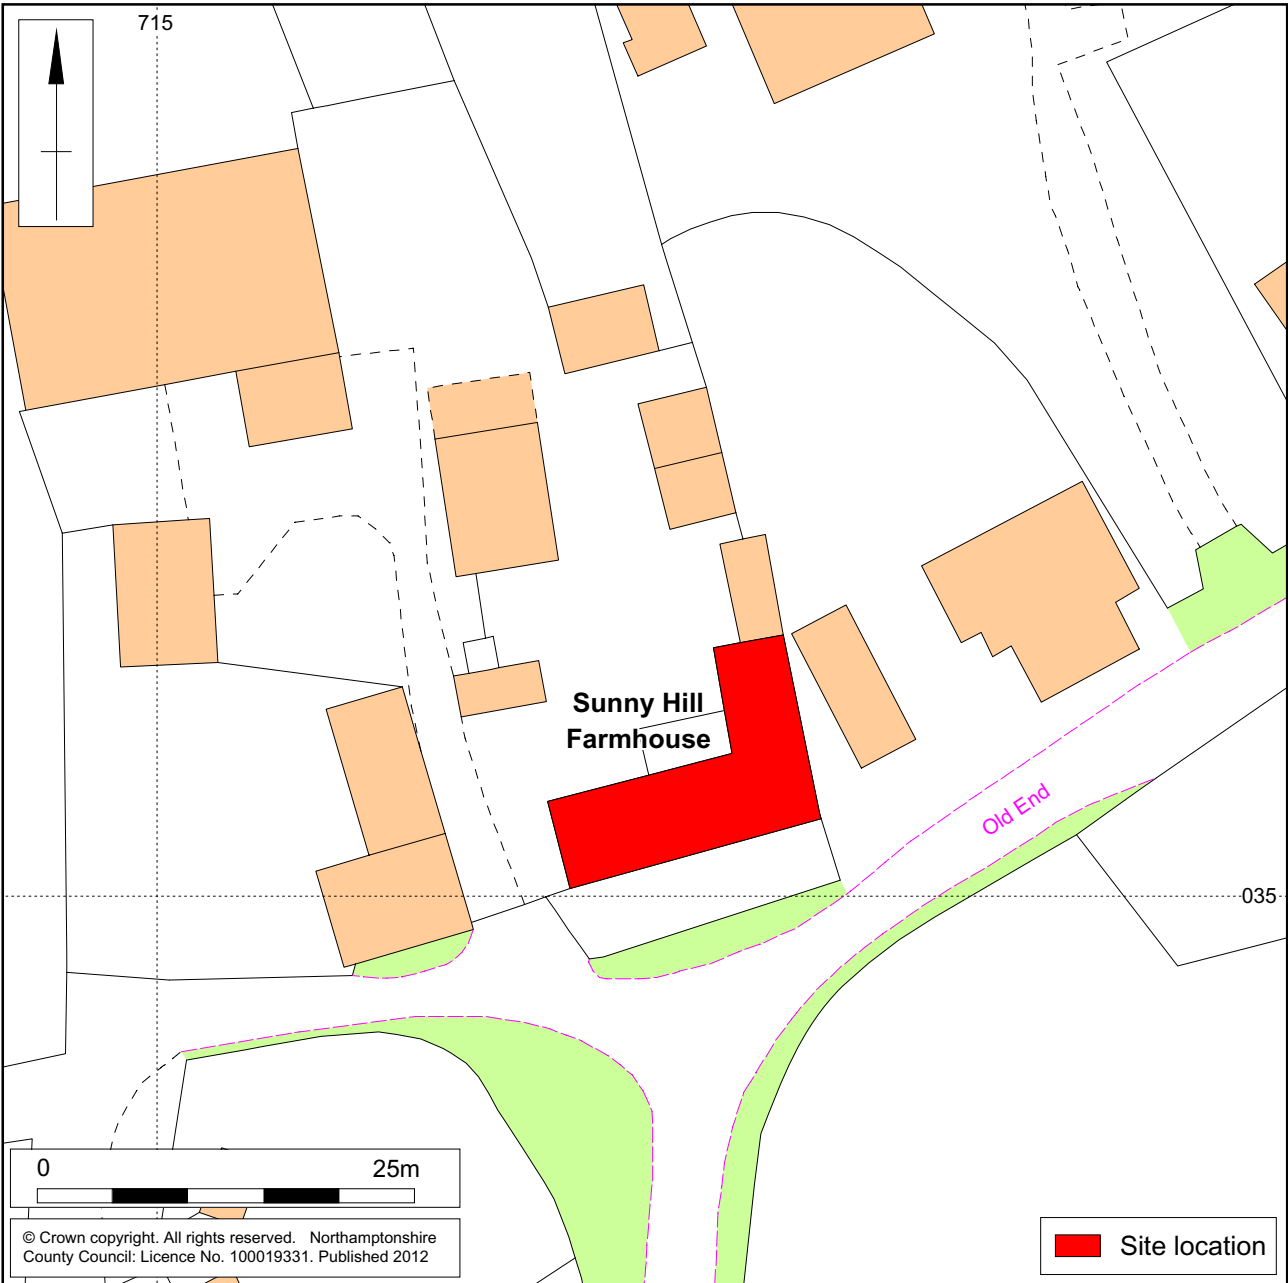 715
Sunny Hill
Farmhouse
Old End
035
0 25m
© Crown copyright. All rights reserved. Northamptonshire
County Council: Licence No. 100019331. Published 2012
Site location